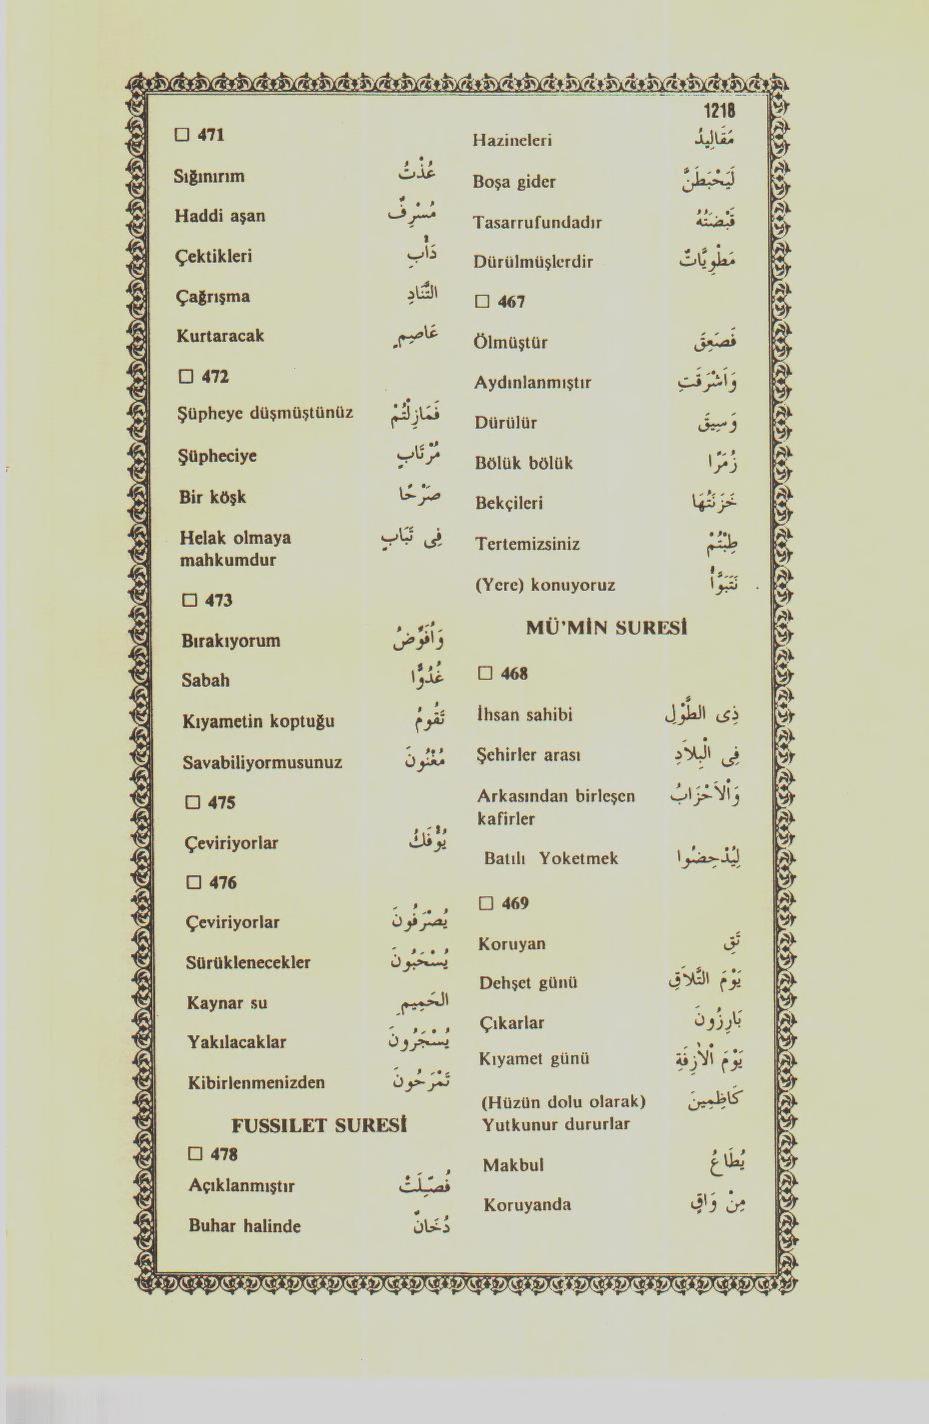 1218
Hazineleri مَقَالِيدُ
Boşa gider لَيَحْبَطَنَّ
Tasarrufundadır قَبْضَتُهُ
Dürülmüşlerdir مَطْوِيَّاتٌ
□ 467
Ölmüştür فَصَعِقَ
Aydınlanmıştır وَاَشْرَقَتِ
Dürülür وَسِيقَ
Bölük bölük زُمَرًا
Bekçileri خَزَنَتُهَا
Tertemizsiniz طِبْتُمْ
(Yere) konuyoruz نَتَبَوَّأُ
MÜ'MİN SURESİ
□ 468
İhsan sahibi ذِى الطَّوْلِ
Şehirler arası فِى الْبِلَادِ
Arkasından birleşen وَالْاَحْزَابُ
kafirler
Batılı Yoketmek لِيُدْحِضُوا
□ 469
Koruyan تَقِ
Dehşet günü يَوْمَ التَّلَاقِ
Çıkarlar بَارِزُونَ
Kıyamet günü يَوْمَ الْاٰزِفَةِ
(Hüzün dolu olarak) كَاظِمِينَ
Yutkunur dururlar
Makbul يُطَاعُ
Koruyanda مِنْ وَاقٍ
□ 471
Sığınırım عُذْتُ
Haddi aşan مُسْرِفٌ
Çektikleri دَأْبِ
Çağrışma التَّنَادِ
Kurtaracak عَاصِمٍ
□ 472
Şüpheye düşmüştünüz فَمَازِلْتُمْ
Şüpheciye مُرْتَابٍ
Bir köşk صَرْحًا
Helak olmaya فِى تَبَابٍ
mahkumdur
□ 473
Bırakıyorum وَاُفَوِّضُ
Sabah غُدُوًّا
Kıyametin koptuğu تَقُومُ
Savabiliyormusunuz مُغْنُونَ
□ 475
Çeviriyorlar يُؤْفَكُ
□ 476
Çeviriyorlar يُصْرَفُونَ
Sürüklenecekler يُسْحَبُونَ
Kaynar su الْحَمِيمِ
Yakılacaklar يُسْجَرُونَ
Kibirlenmenizden تَمْرَحُونَ
FUSSILET SURESİ
□ 478
Açıklanmıştır فُصِّلَتْ
Buhar halinde دُخَانٌ